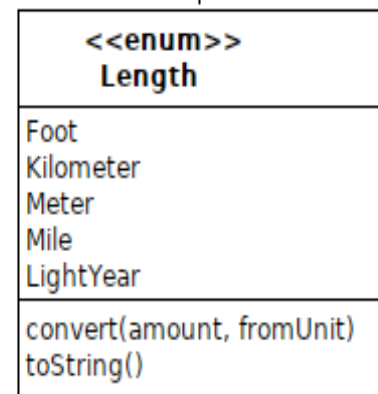 <<enum>>
Length
Foot
Kilometer
Meter
Mile
LightYear
convert(amount, fromUnit)
toString()